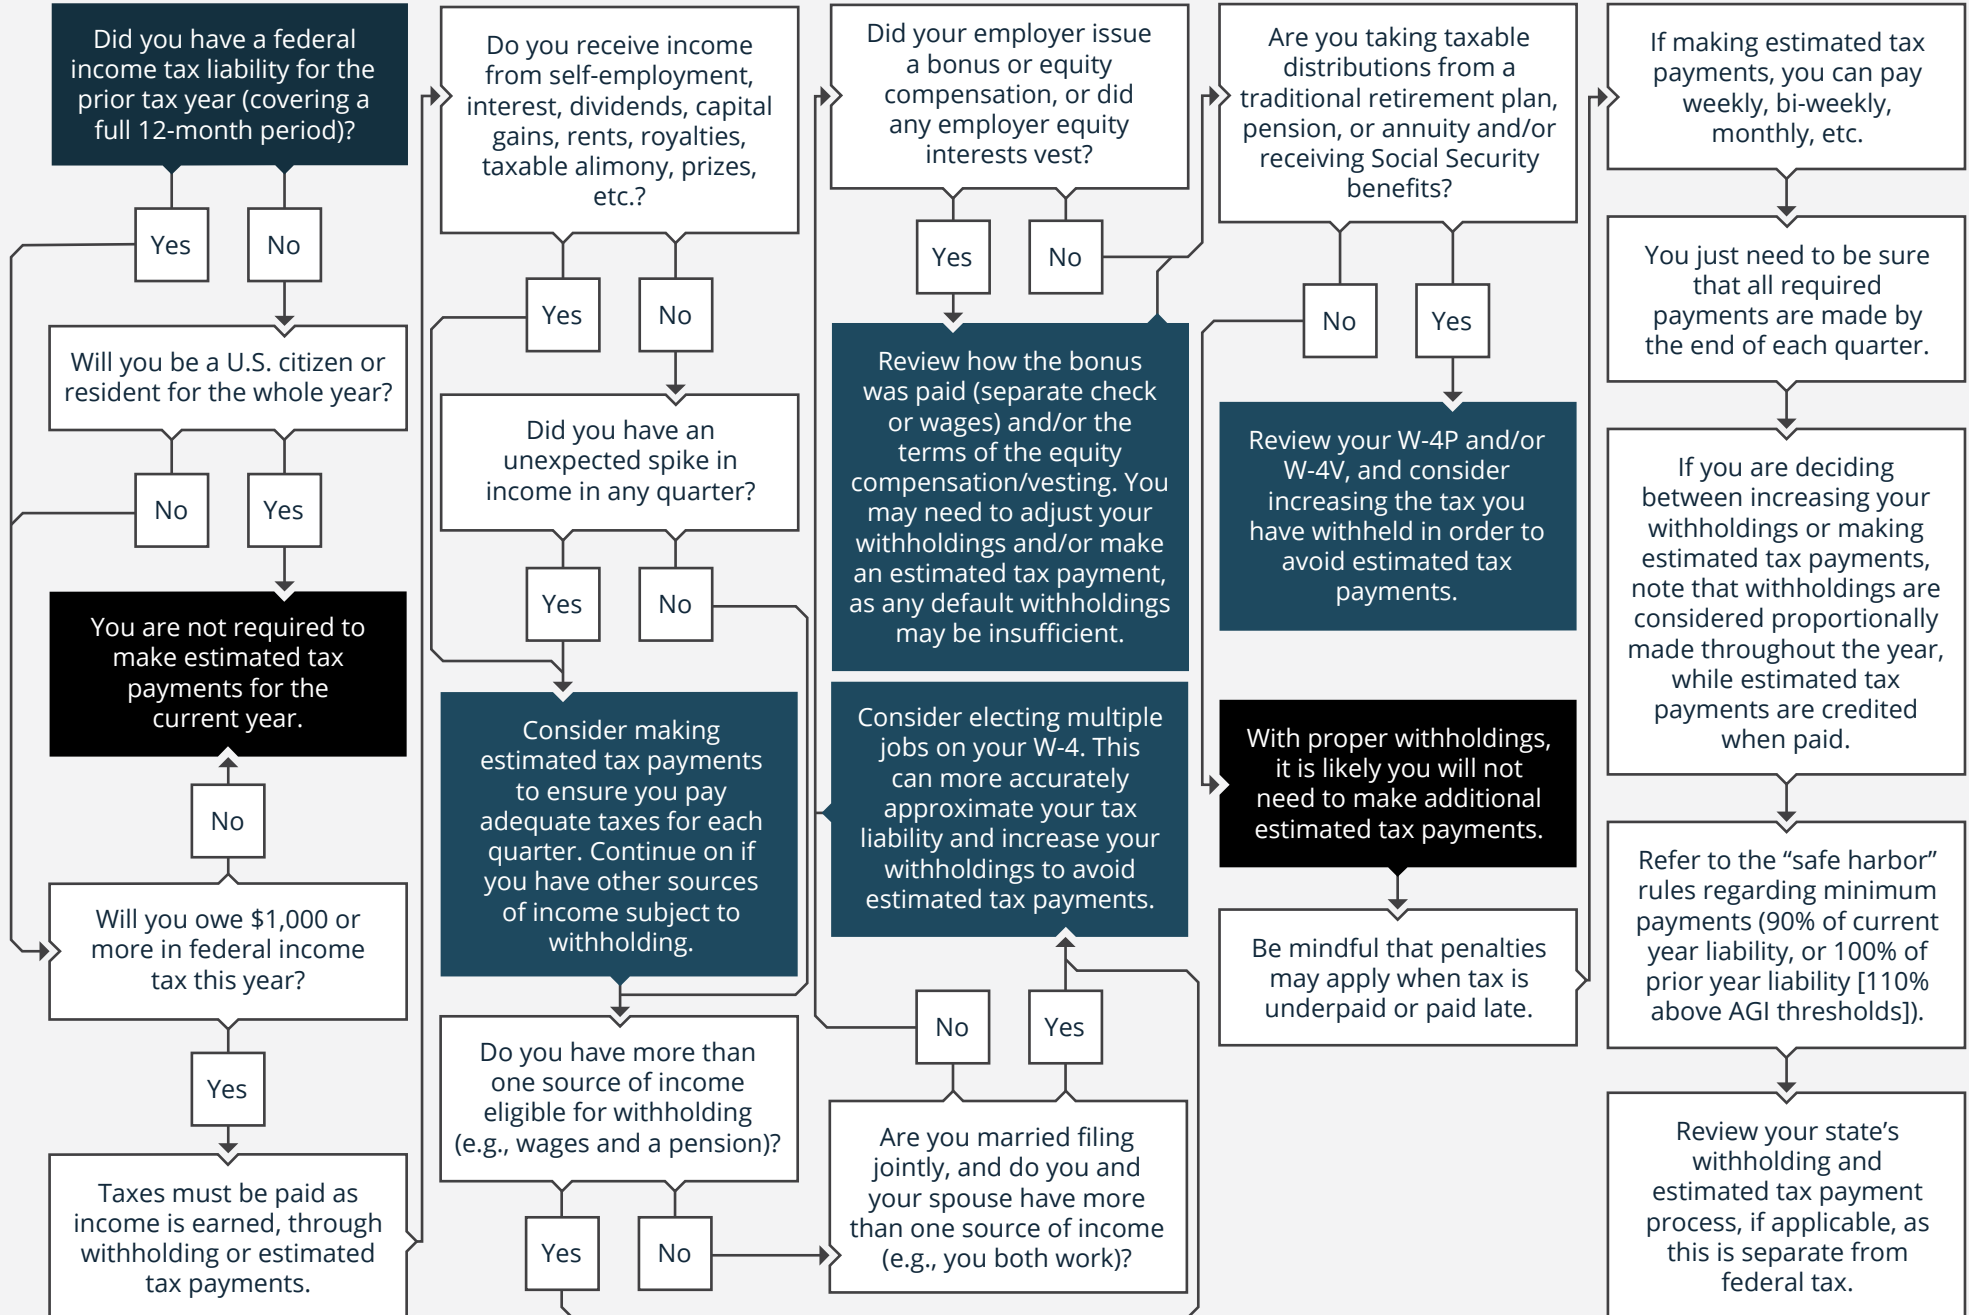 Did you have a federal
income tax liability for the
prior tax year (covering a
full 12-month period)?
Yes
No
Will you be a U.S. citizen or
resident for the whole year?
No
Yes
You are not required to
make estimated tax
payments for the
current year.
No
Will you owe $1,000 or
more in federal income
tax this year?
Yes
Taxes must be paid as
income is earned, through
withholding or estimated
tax payments.
Do you receive income
from self-employment,
interest, dividends, capital
gains, rents, royalties,
taxable alimony, prizes,
etc.?
Yes
No
Did you have an
unexpected spike in
income in any quarter?
Yes
No
Consider making
estimated tax payments
to ensure you pay
adequate taxes for each
quarter. Continue on if
you have other sources
of income subject to
withholding.
Do you have more than
one source of income
eligible for withholding
(e.g., wages and a pension)?
Yes
No
Did your employer issue
a bonus or equity
compensation, or did
any employer equity
interests vest?
Yes
No
Review how the bonus
was paid (separate check
or wages) and/or the
terms of the equity
compensation/vesting. You
may need to adjust your
withholdings and/or make
an estimated tax payment,
as any default withholdings
may be insufficient.
Consider electing multiple
jobs on your W-4. This
can more accurately
approximate your tax
liability and increase your
withholdings to avoid
estimated tax payments.
No
Yes
Are you married filing
jointly, and do you and
your spouse have more
than one source of income
(e.g., you both work)?
Are you taking taxable
distributions from a
traditional retirement plan,
pension, or annuity and/or
receiving Social Security
benefits?
No
Yes
Review your W-4P and/or
W-4V, and consider
increasing the tax you
have withheld in order to
avoid estimated tax
payments.
With proper withholdings,
it is likely you will not
need to make additional
estimated tax payments.
Be mindful that penalties
may apply when tax is
underpaid or paid late.
If making estimated tax
payments, you can pay
weekly, bi-weekly,
monthly, etc.
You just need to be sure
that all required
payments are made by
the end of each quarter.
If you are deciding
between increasing your
withholdings or making
estimated tax payments,
note that withholdings are
considered proportionally
made throughout the year,
while estimated tax
payments are credited
when paid.
Refer to the “safe harbor”
rules regarding minimum
payments (90% of current
year liability, or 100% of
prior year liability [110%
above AGI thresholds]).
Review your state’s
withholding and
estimated tax payment
process, if applicable, as
this is separate from
federal tax.